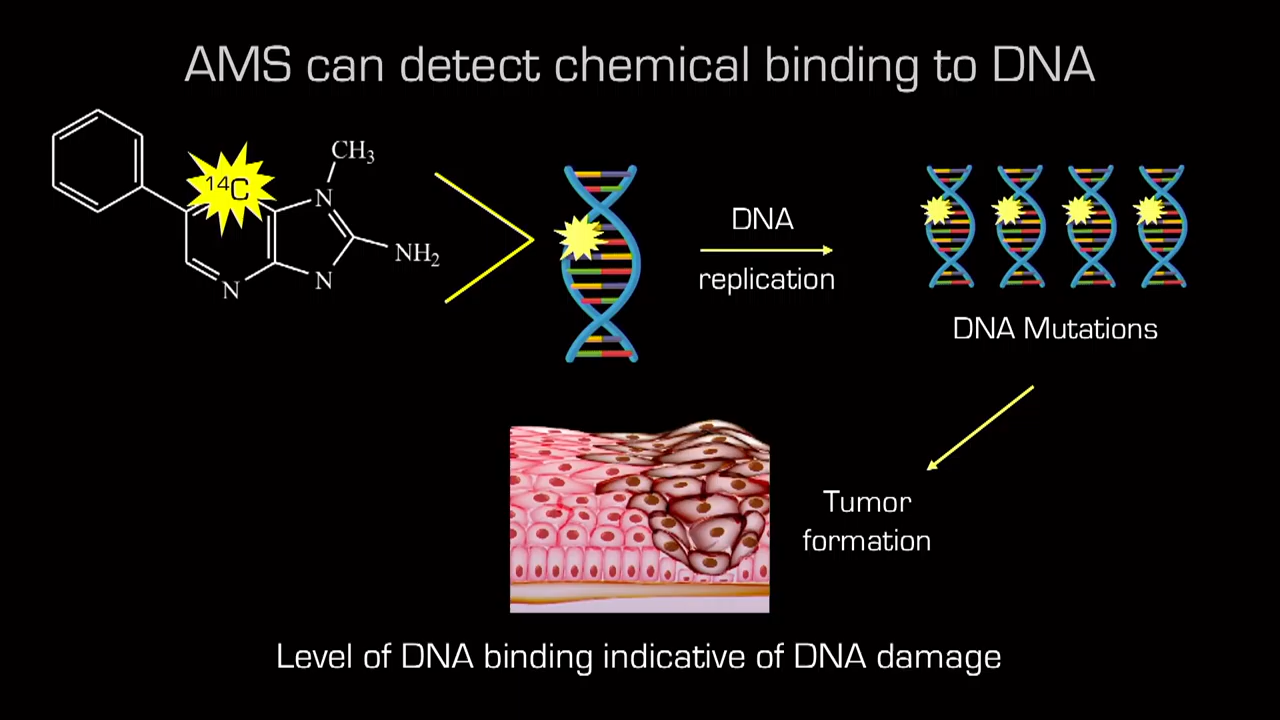 AMS can detect chemical binding to DNA
CH₃
¹⁴C
N
NH₂
N
N
DNA
replication
DNA Mutations
Tumor
formation
Level of DNA binding indicative of DNA damage